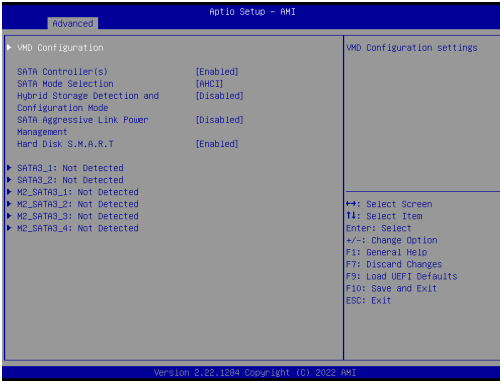 Aptio Setup – AMI
Advanced
VMD Configuration
SATA Controller(s) [Enabled]
SATA Mode Selection [AHCI]
Hybrid Storage Detection and [Disabled]
Configuration Mode
SATA Aggressive Link Power [Disabled]
Management
Hard Disk S.M.A.R.T [Enabled]
SATA3_1: Not Detected
SATA3_2: Not Detected
M2_SATA3_1: Not Detected
M2_SATA3_2: Not Detected
M2_SATA3_3: Not Detected
M2_SATA3_4: Not Detected
VMD Configuration settings
↔: Select Screen
↑↓: Select Item
Enter: Select
+/-: Change Option
F1: General Help
F7: Discard Changes
F9: Load UEFI Defaults
F10: Save and Exit
ESC: Exit
Version 2.22.1284 Copyright (C) 2022 AMI